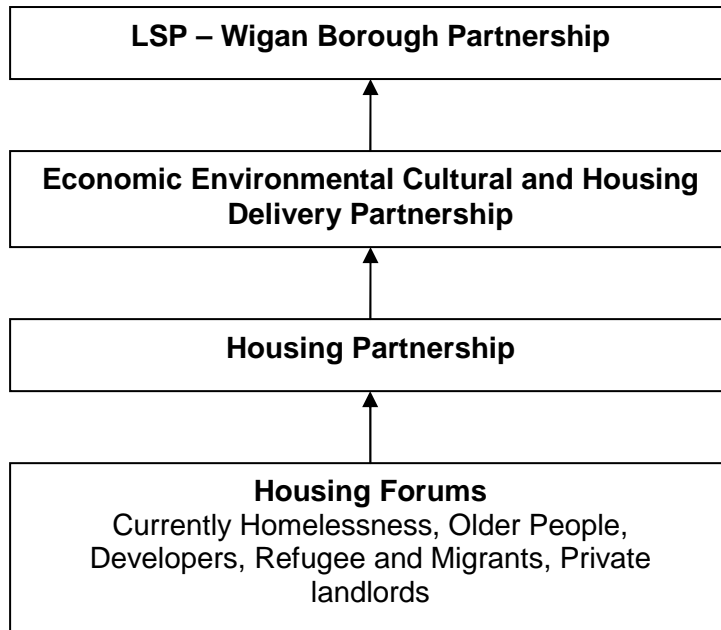 LSP – Wigan Borough Partnership
Economic Environmental Cultural and Housing
Delivery Partnership
Housing Partnership
Housing Forums
Currently Homelessness, Older People,
Developers, Refugee and Migrants, Private
landlords